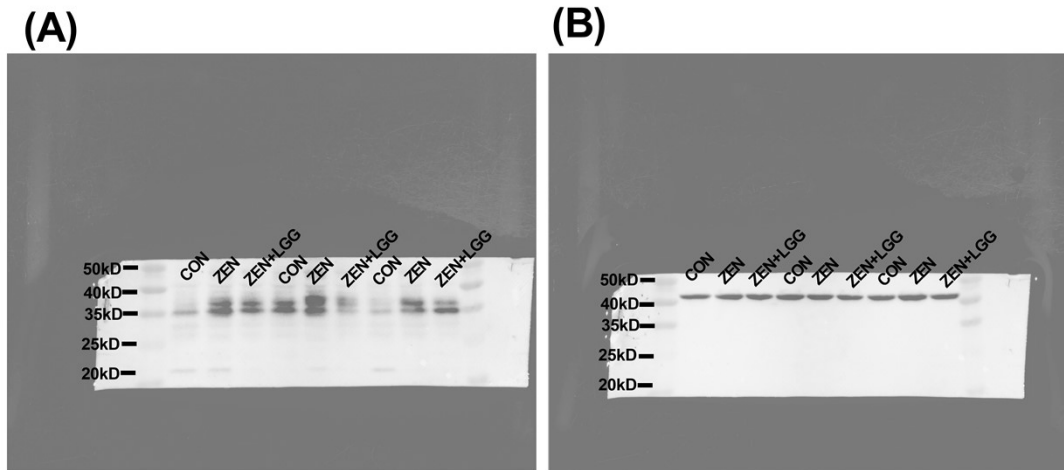 (A)
CON ZEN ZEN+LGG CON ZEN ZEN+LGG CON ZEN ZEN+LGG
50kD
40kD
35kD
25kD
20kD
(B)
CON ZEN ZEN+LGG CON ZEN ZEN+LGG CON ZEN ZEN+LGG
50kD
40kD
35kD
25kD
20kD